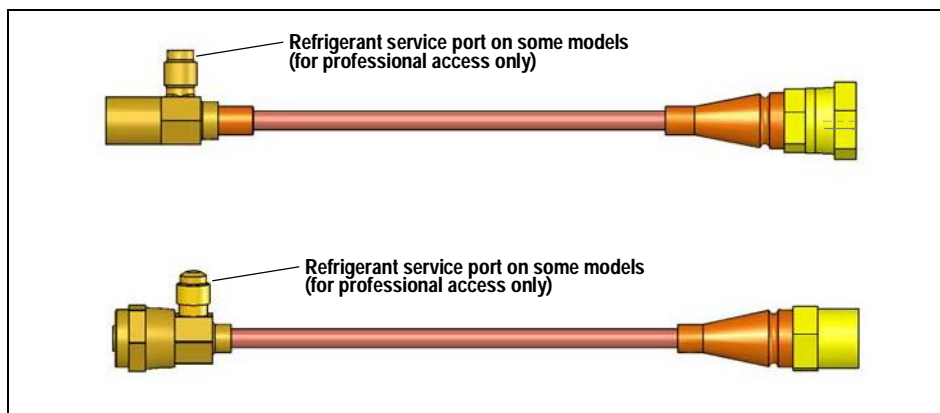 Refrigerant service port on some models
(for professional access only)
Refrigerant service port on some models
(for professional access only)